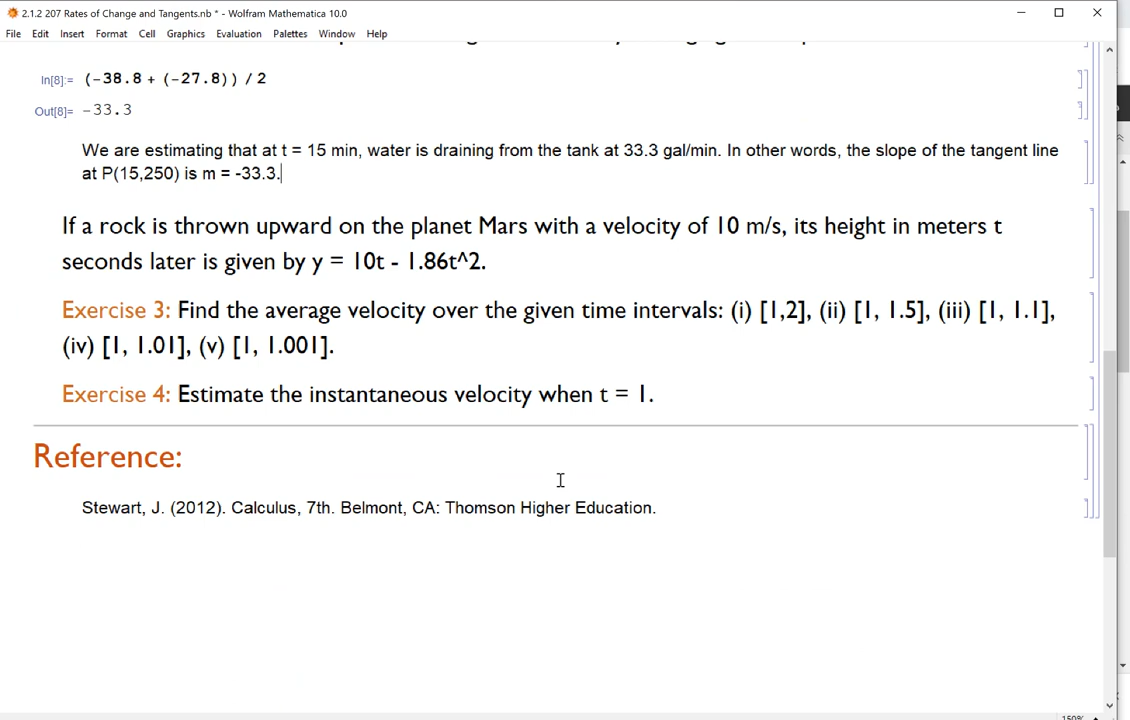 2.1.2 207 Rates of Change and Tangents.nb * - Wolfram Mathematica 10.0
File Edit Insert Format Cell Graphics Evaluation Palettes Window Help
In[8]:= (-38.8 + (-27.8)) / 2
Out[8]= -33.3
We are estimating that at t = 15 min, water is draining from the tank at 33.3 gal/min. In other words, the slope of the tangent line
at P(15,250) is m = -33.3.
If a rock is thrown upward on the planet Mars with a velocity of 10 m/s, its height in meters t
seconds later is given by y = 10t - 1.86t^2.
Exercise 3: Find the average velocity over the given time intervals: (i) [1,2], (ii) [1, 1.5], (iii) [1, 1.1],
(iv) [1, 1.01], (v) [1, 1.001].
Exercise 4: Estimate the instantaneous velocity when t = 1.
Reference:
Stewart, J. (2012). Calculus, 7th. Belmont, CA: Thomson Higher Education.
150%